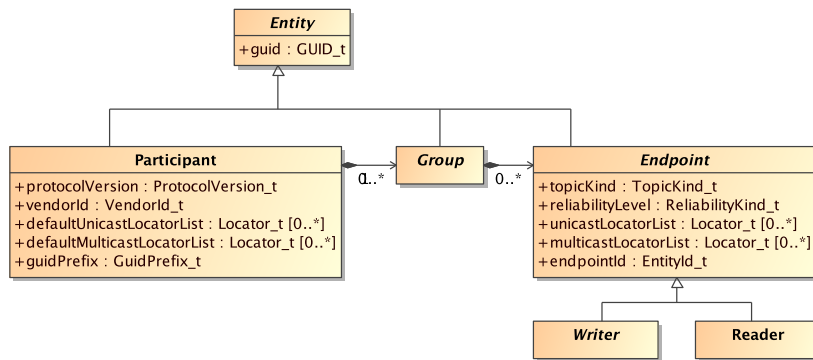 Entity
+guid : GUID_t
Participant
+protocolVersion : ProtocolVersion_t
+vendorId : VendorId_t
+defaultUnicastLocatorList : Locator_t [0..*]
+defaultMulticastLocatorList : Locator_t [0..*]
+guidPrefix : GuidPrefix_t
Group
0..*
Endpoint
+topicKind : TopicKind_t
+reliabilityLevel : ReliabilityKind_t
+unicastLocatorList : Locator_t [0..*]
+multicastLocatorList : Locator_t [0..*]
+endpointId : EntityId_t
Writer
Reader